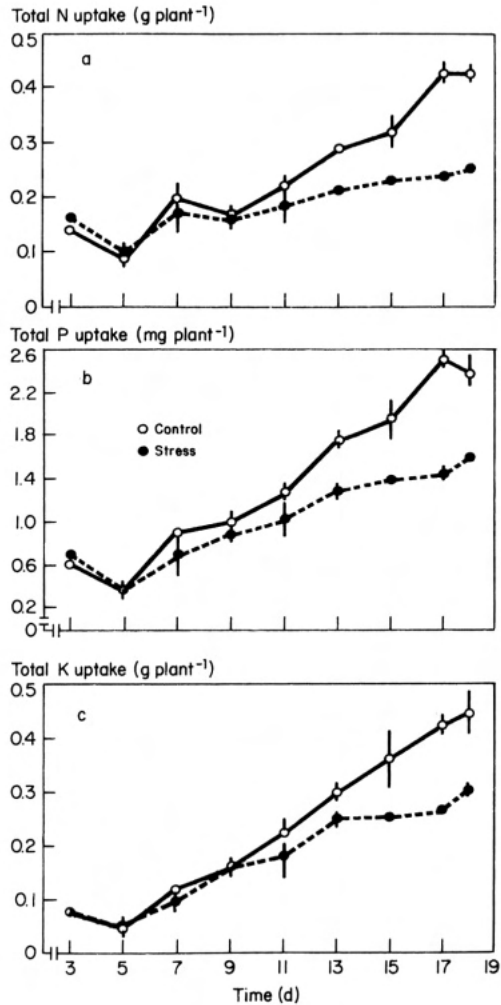 Total N uptake (g plant⁻¹)
0.5
a
0.4
0.3
0.2
0.1
0
Total P uptake (mg plant⁻¹)
2.6
b
2.2
Control
1.8
Stress
1.4
1.0
0.6
0.2
0
Total K uptake (g plant⁻¹)
0.5
c
0.4
0.3
0.2
0.1
0
3 5 7 9 11 13 15 17 19
Time (d)